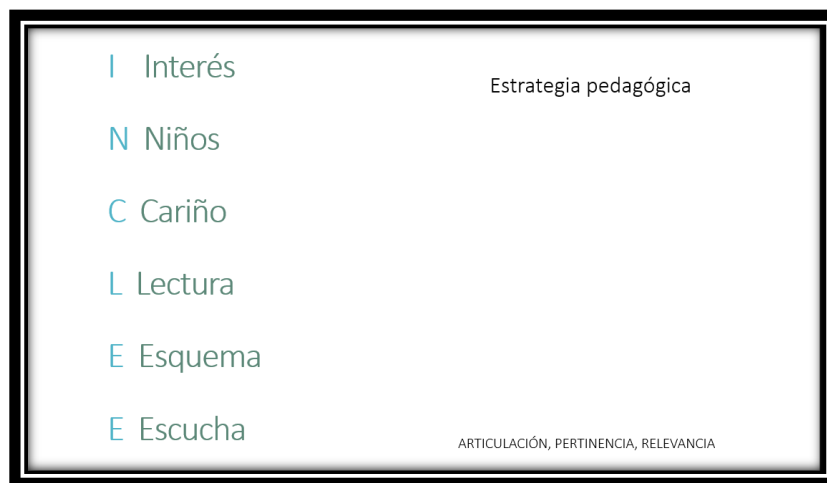 I Interés
Estrategia pedagógica
N Niños
C Cariño
L Lectura
E Esquema
E Escucha
ARTICULACIÓN, PERTINENCIA, RELEVANCIA